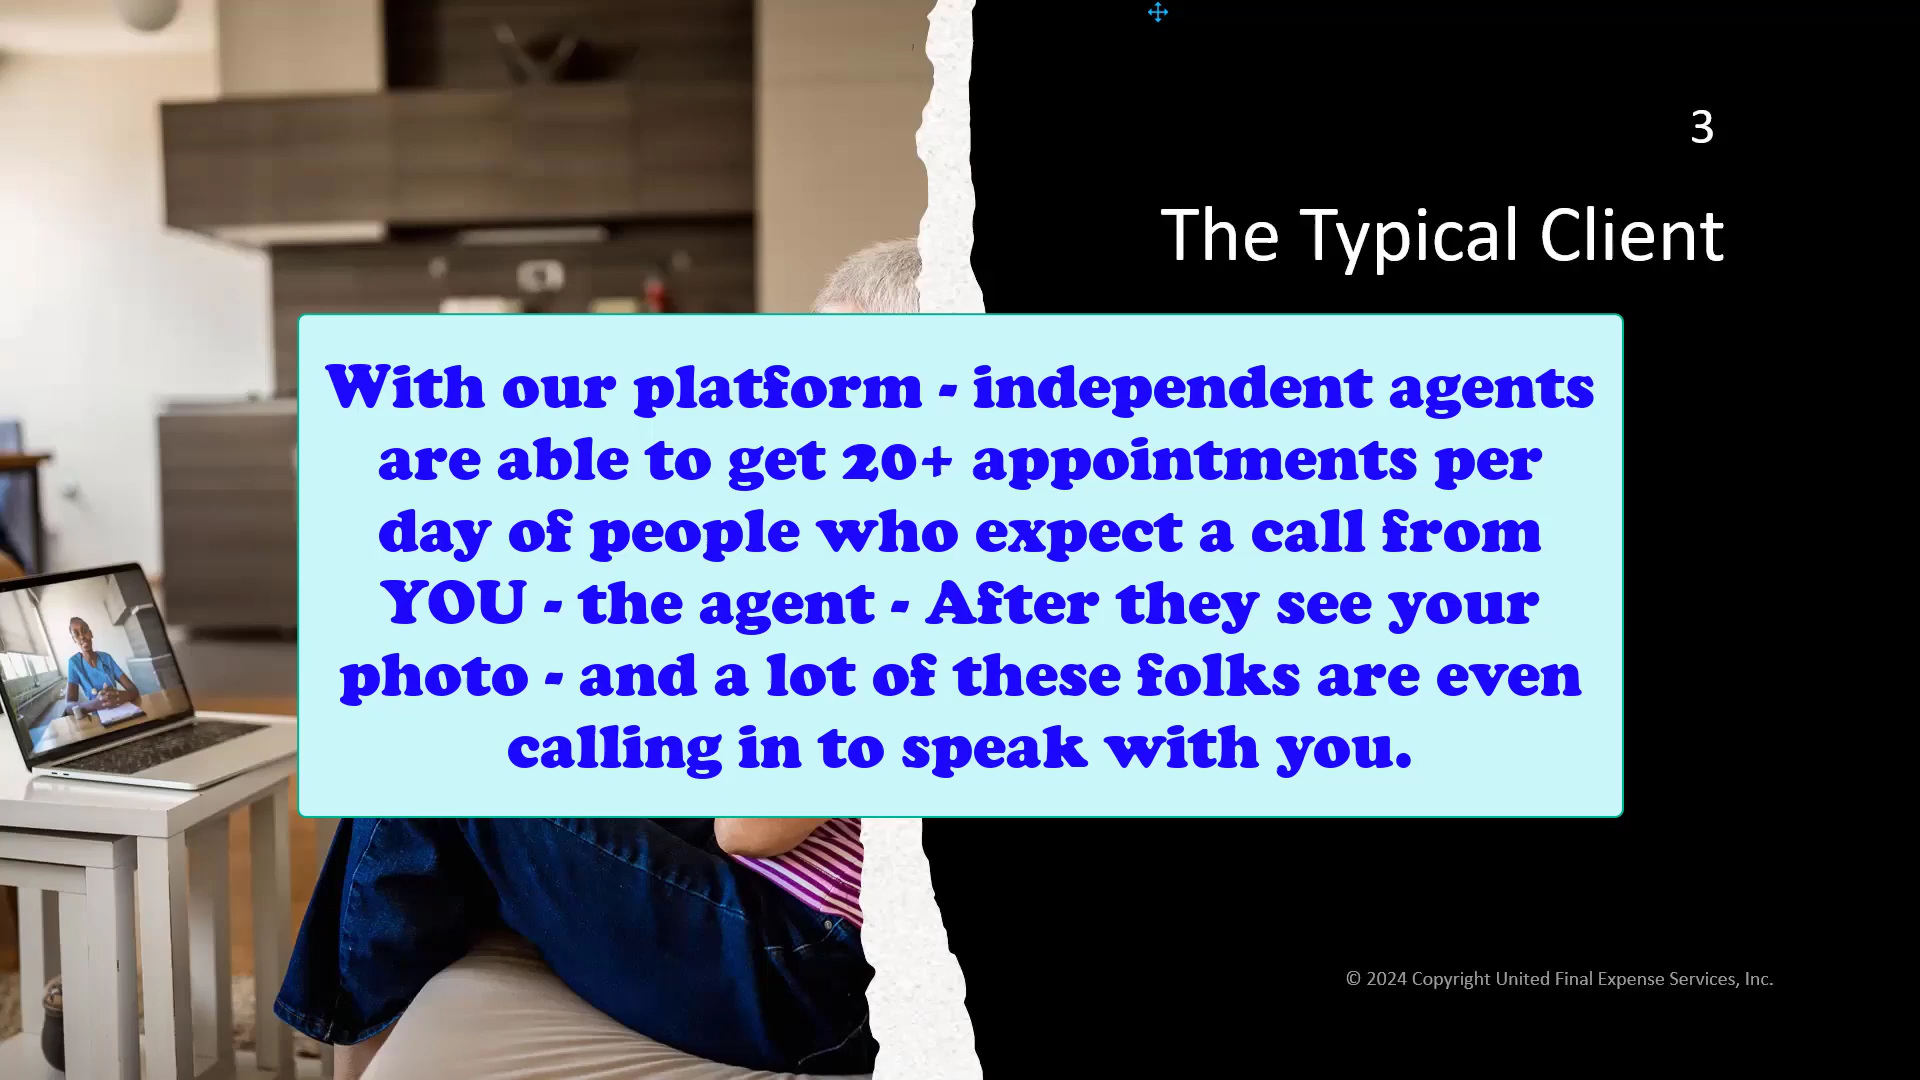 3
The Typical Client
With our platform - independent agents
are able to get 20+ appointments per
day of people who expect a call from
YOU - the agent - After they see your
photo - and a lot of these folks are even
calling in to speak with you.
© 2024 Copyright United Final Expense Services, Inc.